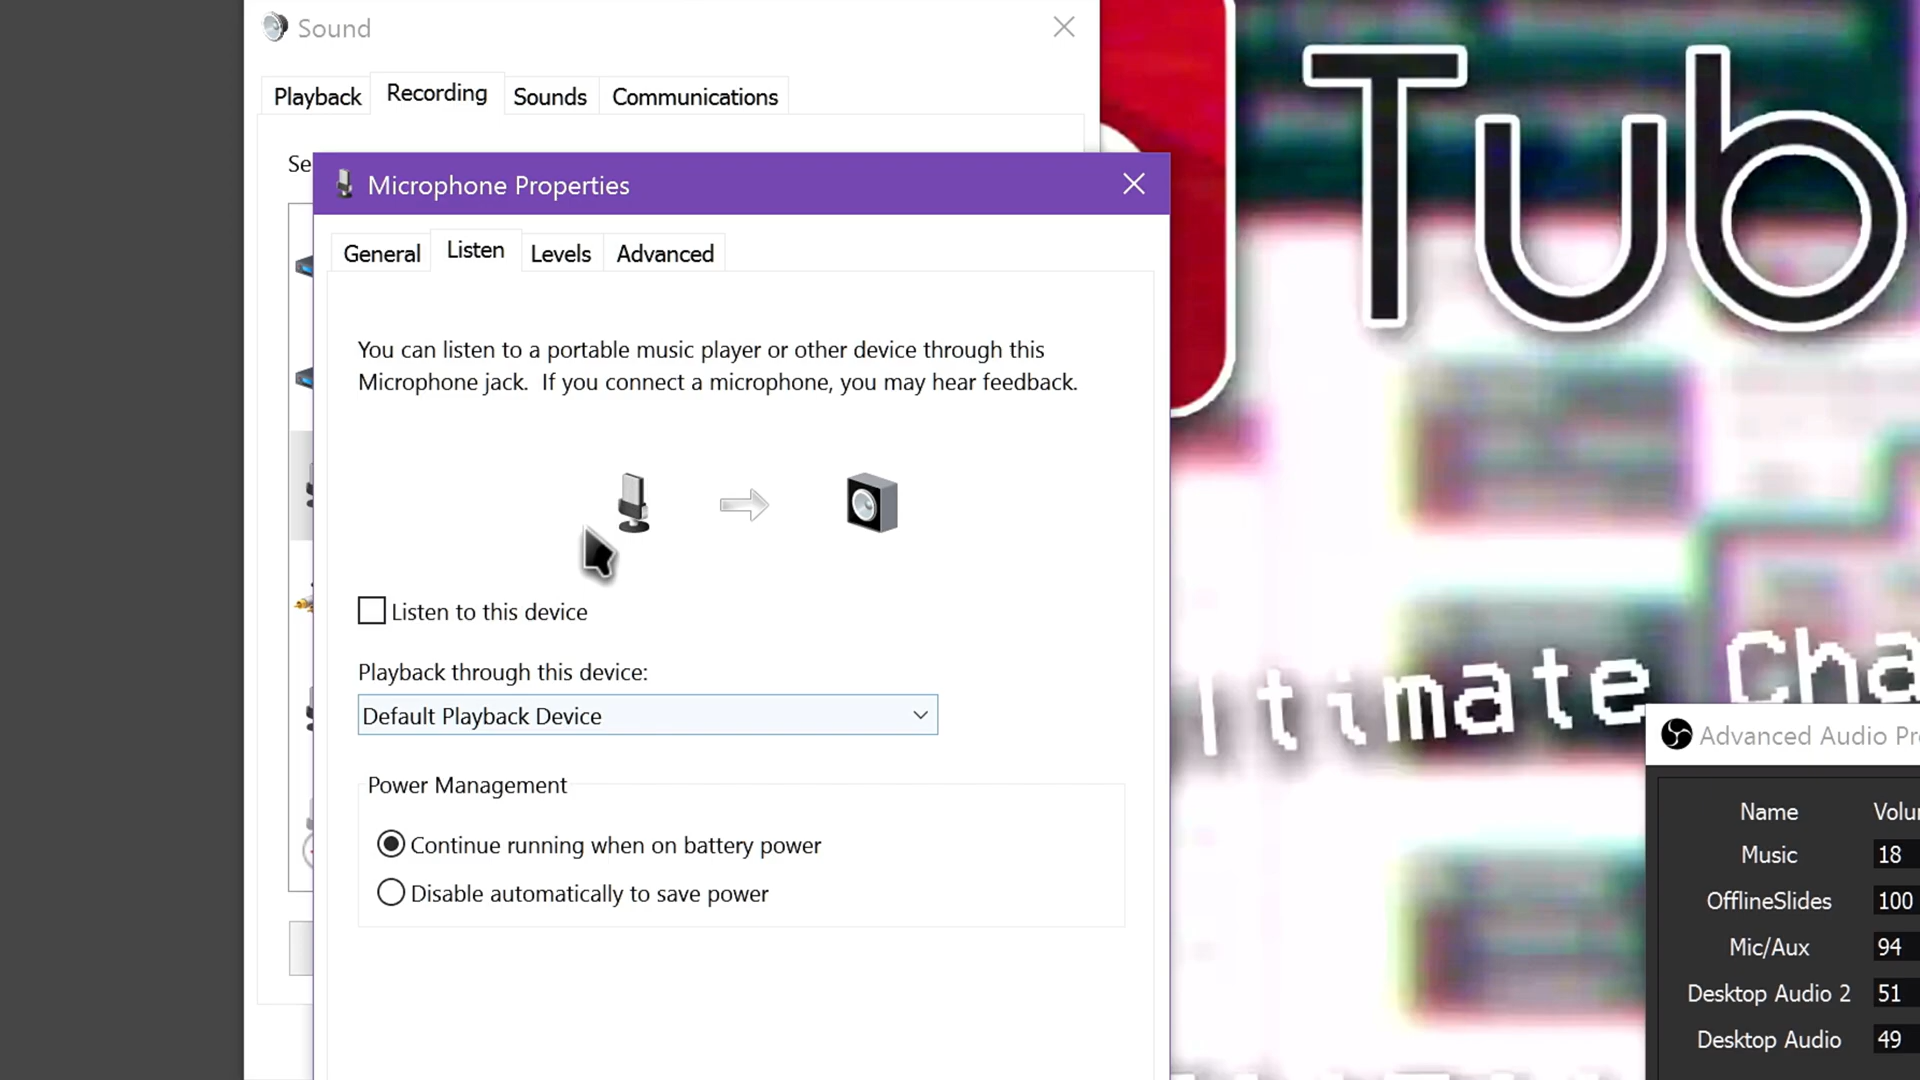 Sound
Playback
Recording
Sounds
Communications
Se
Microphone Properties
General
Listen
Levels
Advanced
You can listen to a portable music player or other device through this
Microphone jack.  If you connect a microphone, you may hear feedback.
Listen to this device
Playback through this device:
Default Playback Device
Power Management
Continue running when on battery power
Disable automatically to save power
Tub
ltimate Cha
Advanced Audio Pr
Name Volu
Music 18
OfflineSlides 100
Mic/Aux 94
Desktop Audio 2 51
Desktop Audio 49